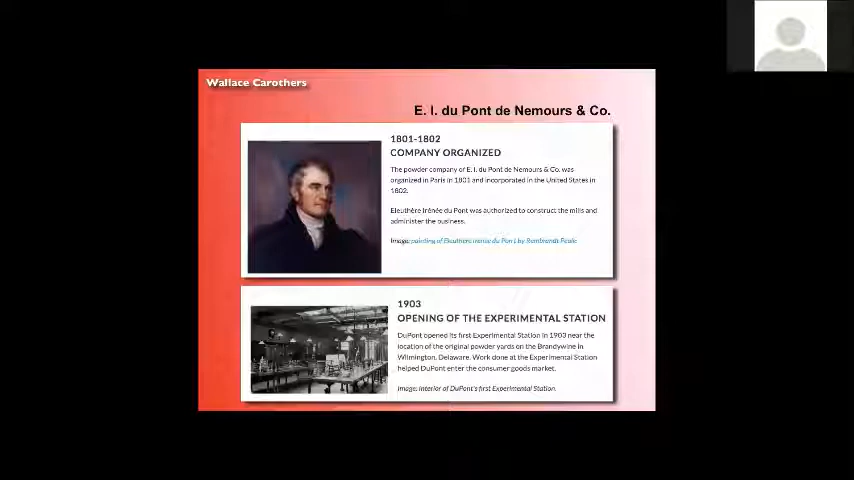 Wallace Carothers
E. I. du Pont de Nemours & Co.
1801-1802
COMPANY ORGANIZED
The powder company of E. I. du Pont de Nemours & Co. was
organized in Paris in 1801 and incorporated in the United States in
1802.
Eleuthère Irénée du Pont was authorized to construct the mills and
administer the business.
Image: painting of Eleuthère Irénée du Pont by Rembrandt Peale
1903
OPENING OF THE EXPERIMENTAL STATION
DuPont opened its first Experimental Station in 1903 near the
location of the original powder yards on the Brandywine in
Wilmington, Delaware. Work done at the Experimental Station
helped DuPont enter the consumer goods market.
Image: Interior of DuPont's first Experimental Station.